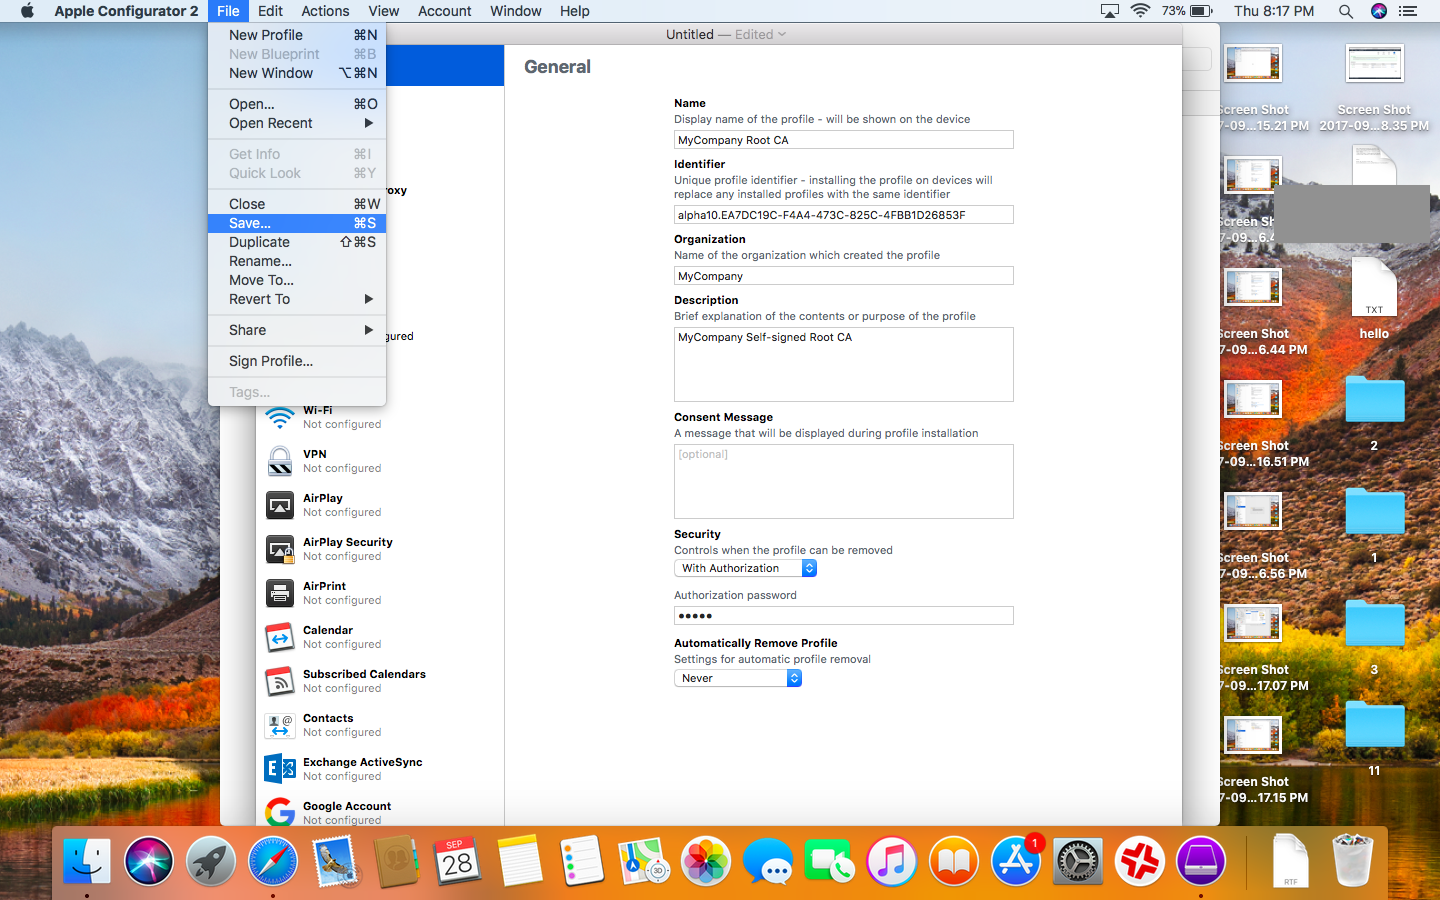 Apple Configurator 2 File Edit Actions View Account Window Help 73% Thu 8:17 PM
New Profile ⌘N
New Blueprint ⌘B
New Window ⌥⌘N
Open... ⌘O
Open Recent ▶
Get Info ⌘I
Quick Look ⌘Y
Close ⌘W
Save... ⌘S
Duplicate ⇧⌘S
Rename...
Move To...
Revert To ▶
Share ▶
Sign Profile...
Tags...
oxy
gured
Wi-Fi
Not configured
VPN
Not configured
AirPlay
Not configured
AirPlay Security
Not configured
AirPrint
Not configured
Calendar
Not configured
Subscribed Calendars
Not configured
Contacts
Not configured
Exchange ActiveSync
Not configured
Google Account
Not configured
Untitled — Edited
General
Name
Display name of the profile - will be shown on the device
MyCompany Root CA
Identifier
Unique profile identifier - installing the profile on devices will
replace any installed profiles with the same identifier
alpha10.EA7DC19C-F4A4-473C-825C-4FBB1D26853F
Organization
Name of the organization which created the profile
MyCompany
Description
Brief explanation of the contents or purpose of the profile
MyCompany Self-signed Root CA
Consent Message
A message that will be displayed during profile installation
[optional]
Security
Controls when the profile can be removed
With Authorization
Authorization password
●●●●●
Automatically Remove Profile
Settings for automatic profile removal
Never
Screen Shot
7-09...15.21 PM
Screen Shot
2017-09...8.35 PM
Screen Sh
7-09...6.4
Screen Shot
7-09...6.44 PM
TXT
hello
Screen Shot
7-09...16.51 PM
2
Screen Shot
7-09...6.56 PM
1
Screen Shot
7-09...17.07 PM
3
Screen Shot
7-09...17.15 PM
11
SEP
28
3D
1
RTF